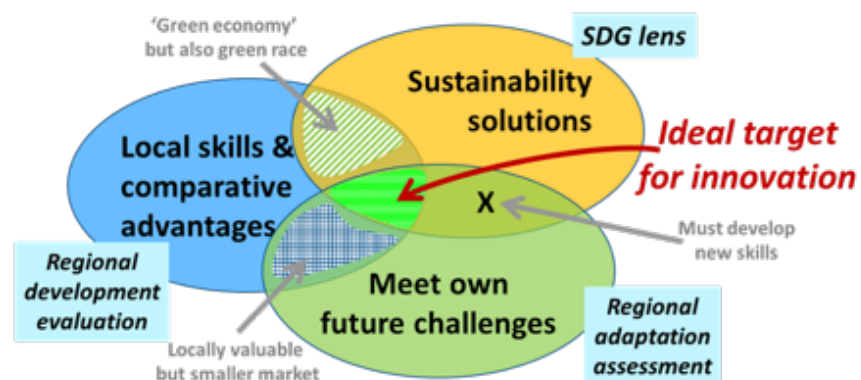 ‘Green economy’
but also green race
SDG lens
Sustainability
solutions
Local skills &
comparative
advantages
Ideal target
for innovation
X
Must develop
new skills
Regional
development
evaluation
Meet own
future challenges
Regional
adaptation
assessment
Locally valuable
but smaller market